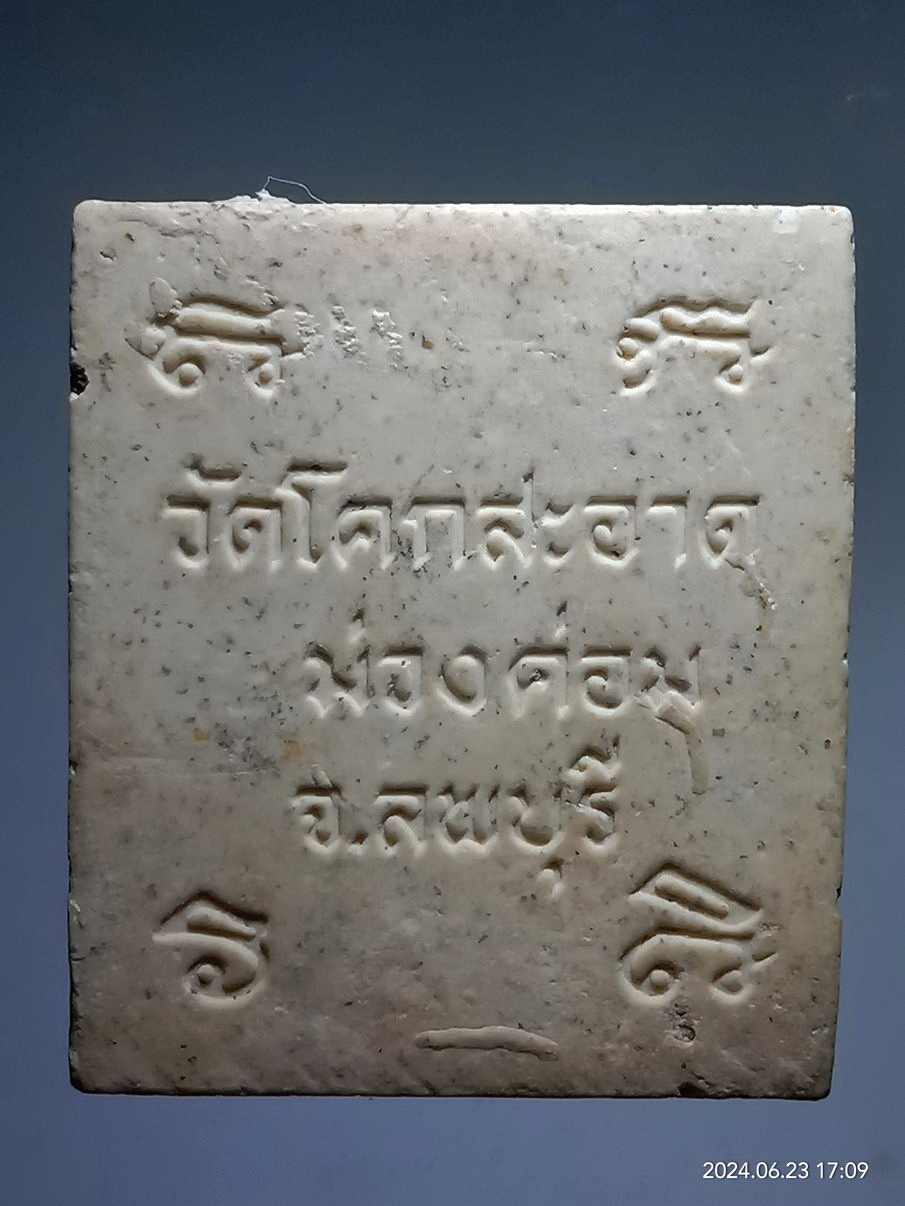 วัดโคกสะอาด
ม่วงค่อม
จ.ลพบุรี
2024.06.23 17:09